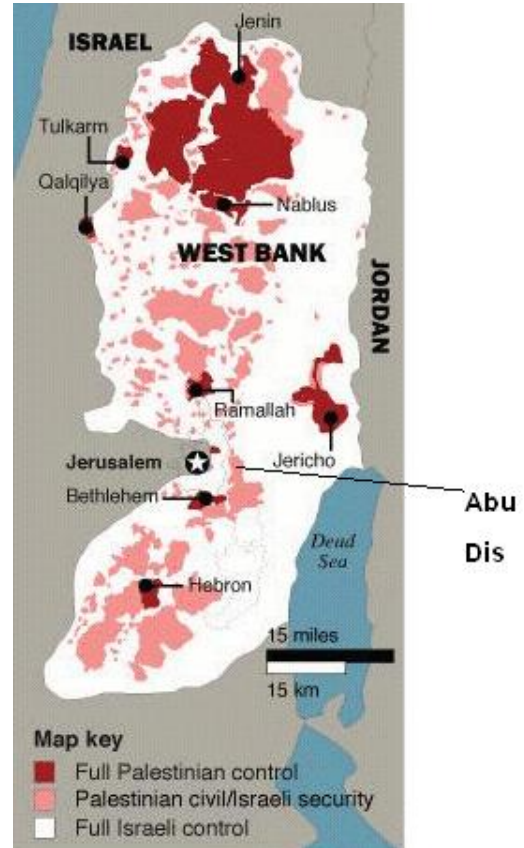 Jenin
ISRAEL
Tulkarm
Qalqilya
Nablus
WEST BANK
JORDAN
Ramallah
Jerusalem
Jericho
Bethlehem
Abu
Dis
Dead
Sea
Hebron
15 miles
15 km
Map key
Full Palestinian control
Palestinian civil/Israeli security
Full Israeli control